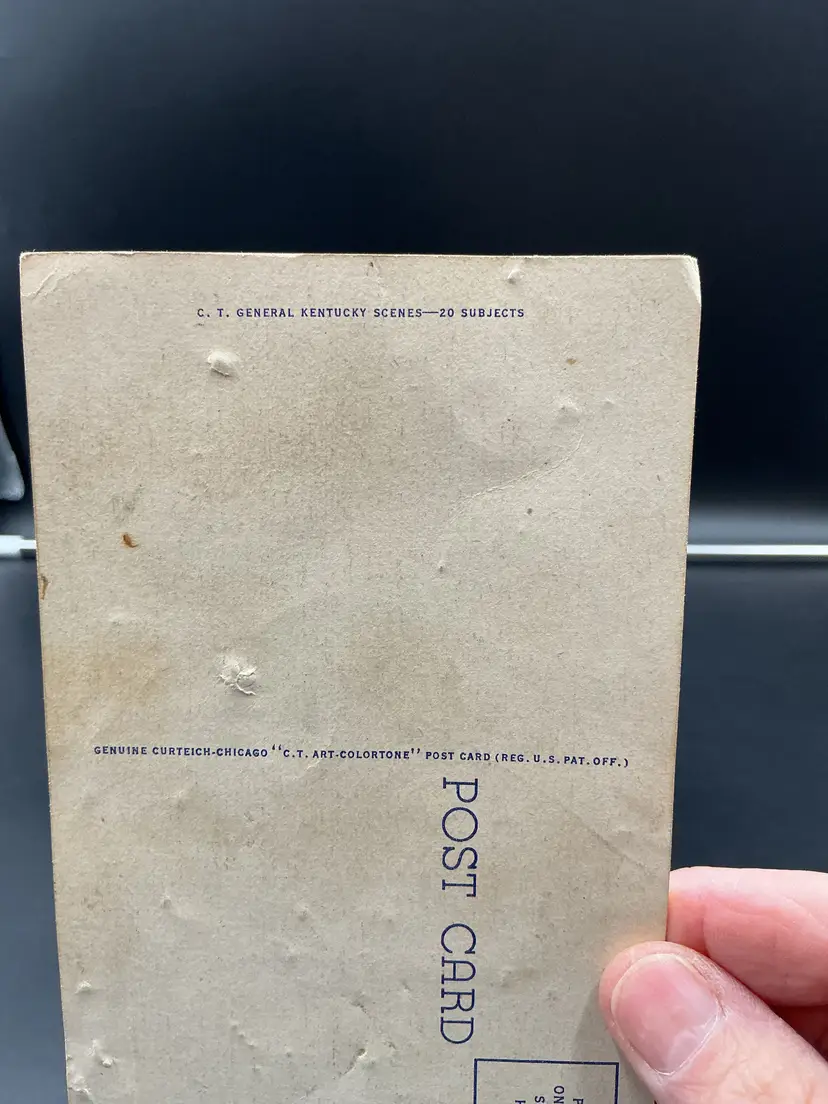 C. T. GENERAL KENTUCKY SCENES—20 SUBJECTS
GENUINE CURTEICH-CHICAGO "C.T. ART-COLORTONE" POST CARD (REG. U.S. PAT. OFF.)
POST CARD